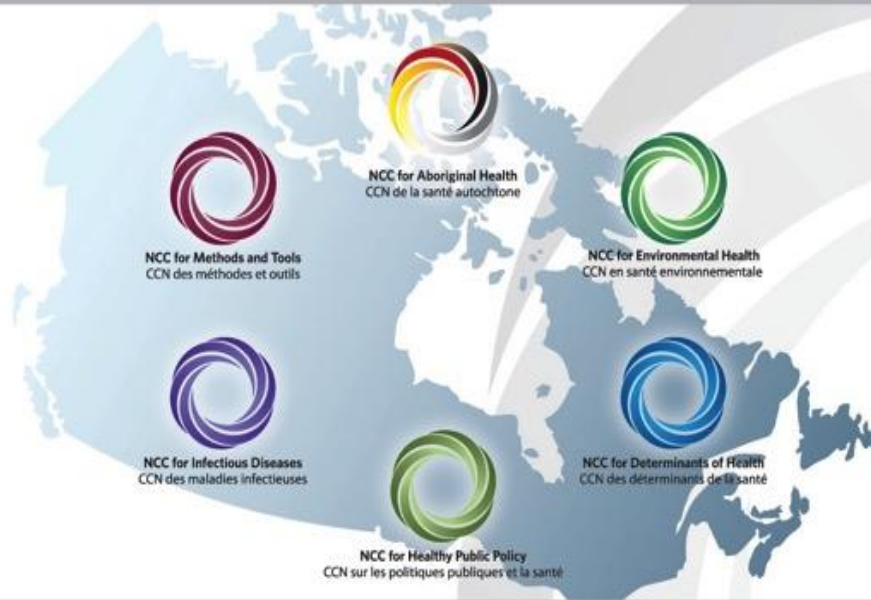 NCC for Aboriginal Health
CCN de la santé autochtone
NCC for Methods and Tools
CCN des méthodes et outils
NCC for Environmental Health
CCN en santé environnementale
NCC for Infectious Diseases
CCN des maladies infectieuses
NCC for Determinants of Health
CCN des déterminants de la santé
NCC for Healthy Public Policy
CCN sur les politiques publiques et la santé